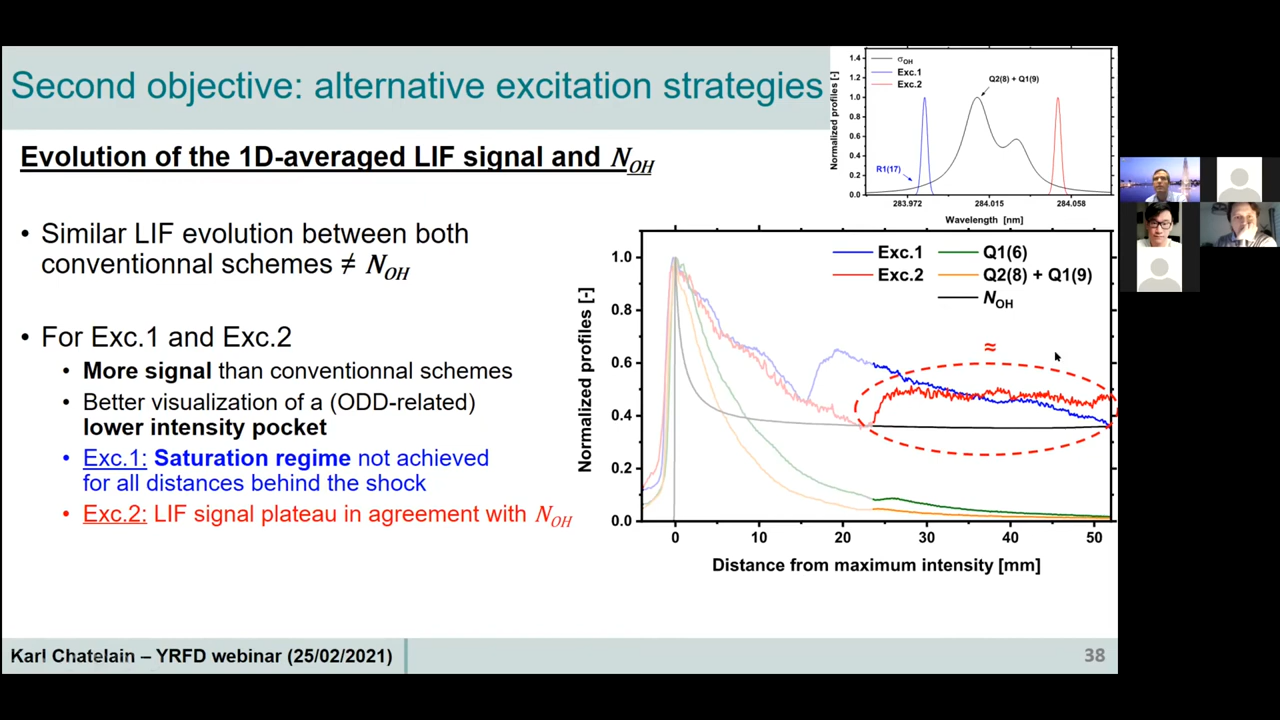 Second objective: alternative excitation strategies
Evolution of the 1D-averaged LIF signal and N_OH
• Similar LIF evolution between both
conventionnal schemes ≠ N_OH
• For Exc.1 and Exc.2
• More signal than conventionnal schemes
• Better visualization of a (ODD-related)
lower intensity pocket
• Exc.1: Saturation regime not achieved
for all distances behind the shock
• Exc.2: LIF signal plateau in agreement with N_OH
Normalized profiles [-]
1.4
1.2
1.0
0.8
0.6
0.4
0.2
0.0
σ_OH
Exc.1
Exc.2
Q2(8) + Q1(9)
R1(17)
283.972
284.015
284.058
Wavelength [nm]
Normalized profiles [-]
1.0
0.8
0.6
0.4
0.2
0.0
Exc.1
Exc.2
Q1(6)
Q2(8) + Q1(9)
N_OH
≈
0
10
20
30
40
50
Distance from maximum intensity [mm]
Karl Chatelain – YRFD webinar (25/02/2021)
38